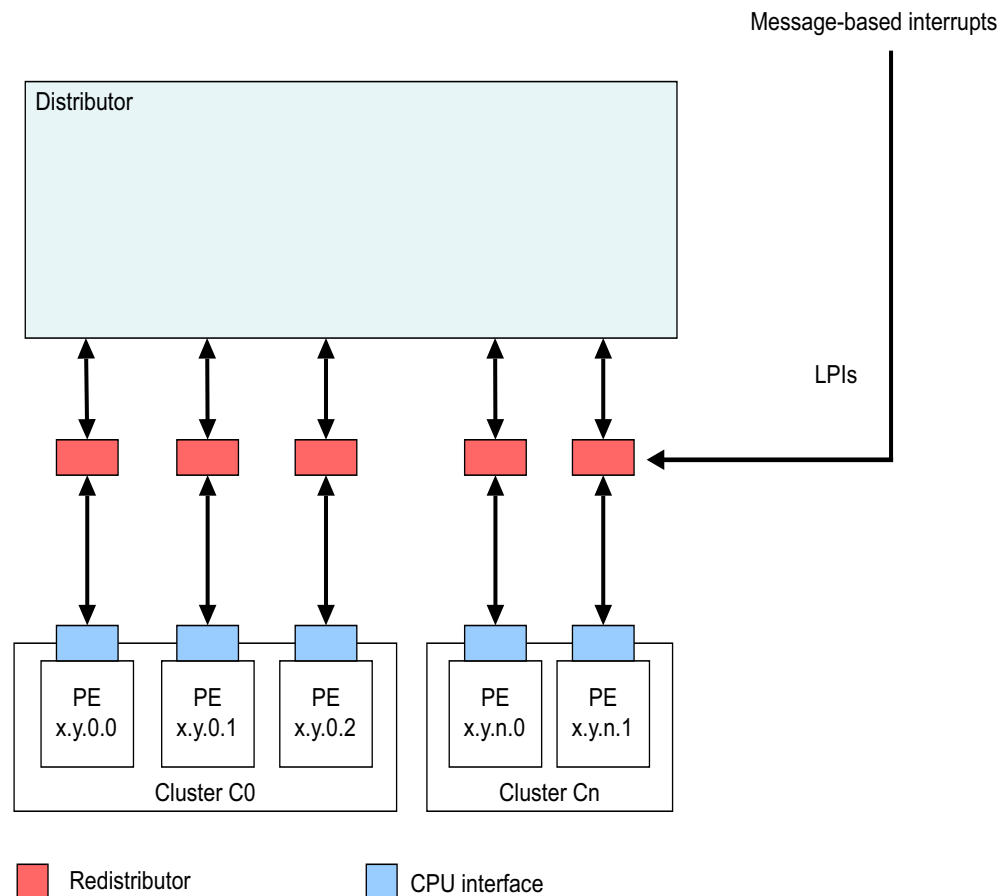 Message-based interrupts
Distributor
LPIs
PE
x.y.0.0
PE
x.y.0.1
PE
x.y.0.2
PE
x.y.n.0
PE
x.y.n.1
Cluster C0
Cluster Cn
Redistributor
CPU interface